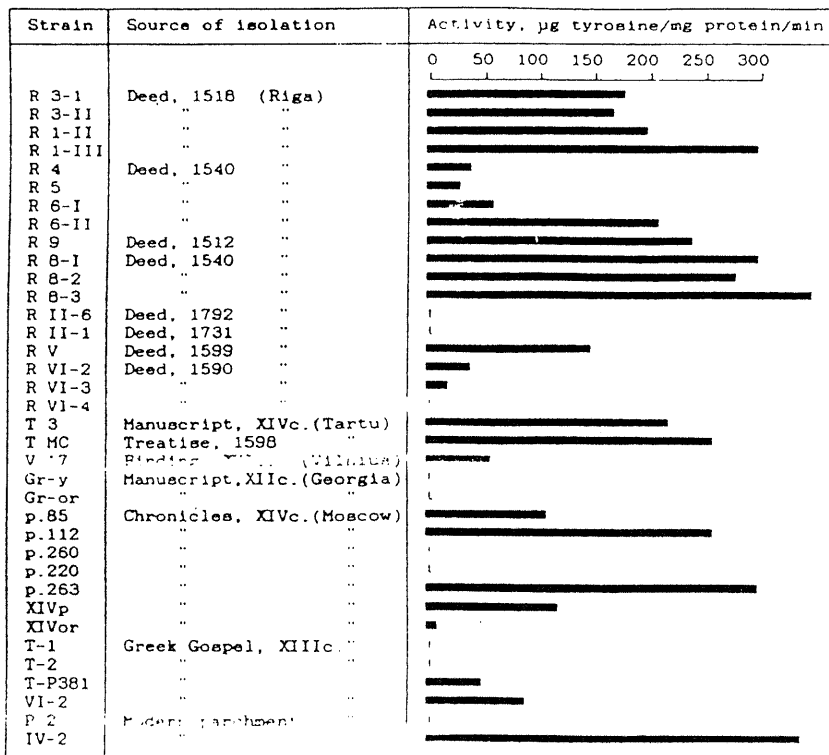 Strain Source of isolation Activity, µg tyrosine/mg protein/min
0 50 100 150 200 250 300
R 3-1 Deed, 1518 (Riga)
R 3-II " "
R 1-II " "
R 1-III " "
R 4 Deed, 1540 "
R 5 " "
R 6-I " "
R 6-II " "
R 9 Deed, 1512 "
R 8-I Deed, 1540 "
R 8-2 " "
R 8-3 " "
R II-6 Deed, 1792 "
R II-1 Deed, 1731 "
R V Deed, 1599 "
R VI-2 Deed, 1590 "
R VI-3 " "
R VI-4 " "
T 3 Manuscript, XIVc.(Tartu)
T MC Treatise, 1598 "
V Binding, (Vilnius)
Gr-y Manuscript,XIIc.(Georgia)
Gr-or " "
p.85 Chronicles, XIVc.(Moscow)
p.112 " "
p.260 " "
p.220 " "
p.263 " "
XIVp " "
XIVor " "
T-1 Greek Gospel, XIIIc. "
T-2 " "
T-P381 " "
VI-2 " "
P 2 Modern parchment "
IV-2 " "